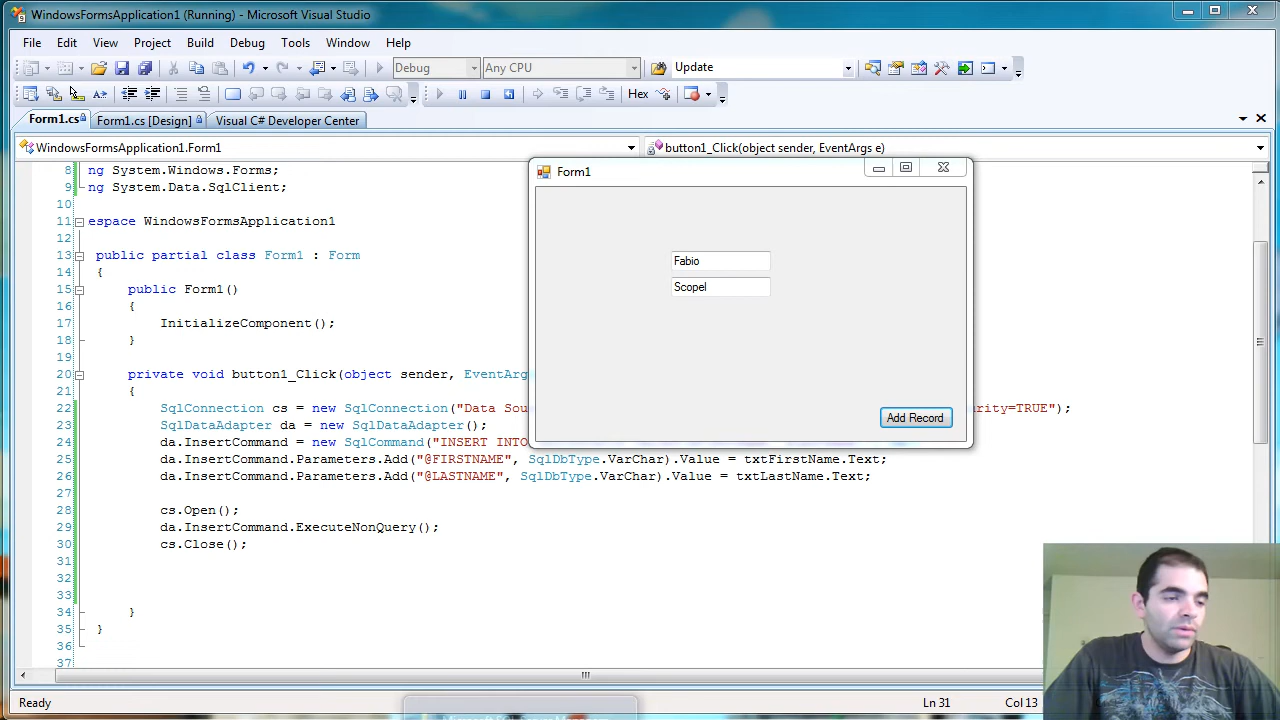 WindowsFormsApplication1 (Running) - Microsoft Visual Studio
File Edit View Project Build Debug Tools Window Help
Debug Any CPU Update
Hex
Form1.cs Form1.cs [Design] Visual C# Developer Center
WindowsFormsApplication1.Form1 button1_Click(object sender, EventArgs e)
8 ng System.Windows.Forms;
9 ng System.Data.SqlClient;
10
11 espace WindowsFormsApplication1
12
13 public partial class Form1 : Form
14 {
15 public Form1()
16 {
17 InitializeComponent();
18 }
19
20 private void button1_Click(object sender, EventArg
21 {
22 SqlConnection cs = new SqlConnection("Data Sou rity=TRUE");
23 SqlDataAdapter da = new SqlDataAdapter();
24 da.InsertCommand = new SqlCommand("INSERT INTO
25 da.InsertCommand.Parameters.Add("@FIRSTNAME", SqlDbType.VarChar).Value = txtFirstName.Text;
26 da.InsertCommand.Parameters.Add("@LASTNAME", SqlDbType.VarChar).Value = txtLastName.Text;
27
28 cs.Open();
29 da.InsertCommand.ExecuteNonQuery();
30 cs.Close();
31
32
33
34 }
35 }
36
37
Form1
Fabio
Scopel
Add Record
Ready Ln 31 Col 13